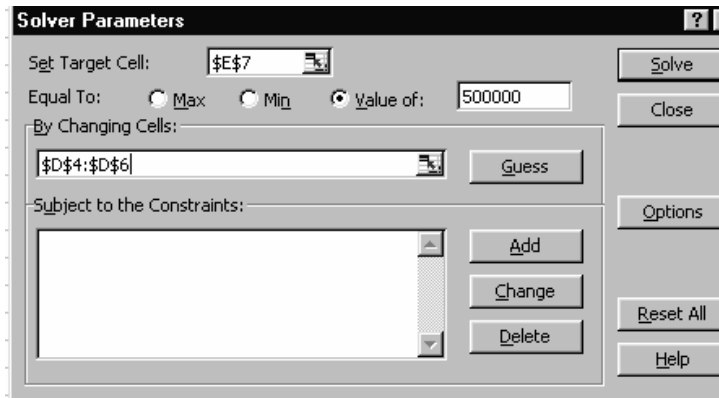 Solver Parameters ?
Set Target Cell: $E$7 Solve
Equal To: Max Min Value of: 500000 Close
By Changing Cells:
$D$4:$D$6 Guess
Subject to the Constraints: Options
Add
Change
Reset All
Delete
Help